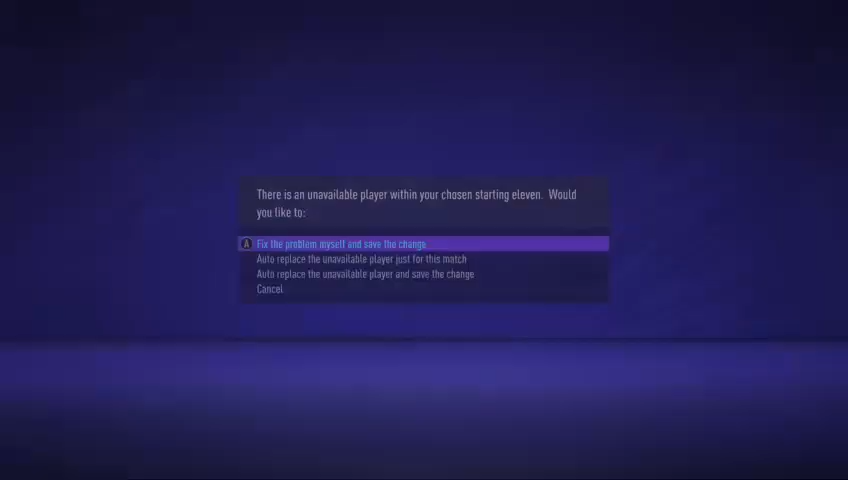 There is an unavailable player within your chosen starting eleven. Would
you like to:
A Fix the problem myself and save the change
Auto replace the unavailable player just for this match
Auto replace the unavailable player and save the change
Cancel